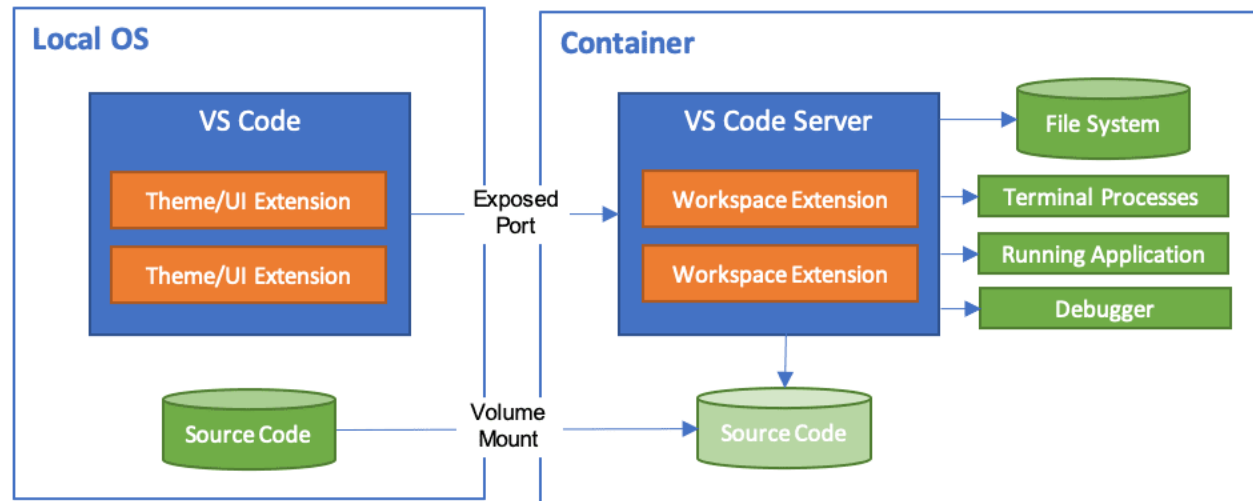 Local OS
VS Code
Theme/UI Extension
Theme/UI Extension
Source Code
Exposed
Port
Volume
Mount
Container
VS Code Server
Workspace Extension
Workspace Extension
File System
Terminal Processes
Running Application
Debugger
Source Code